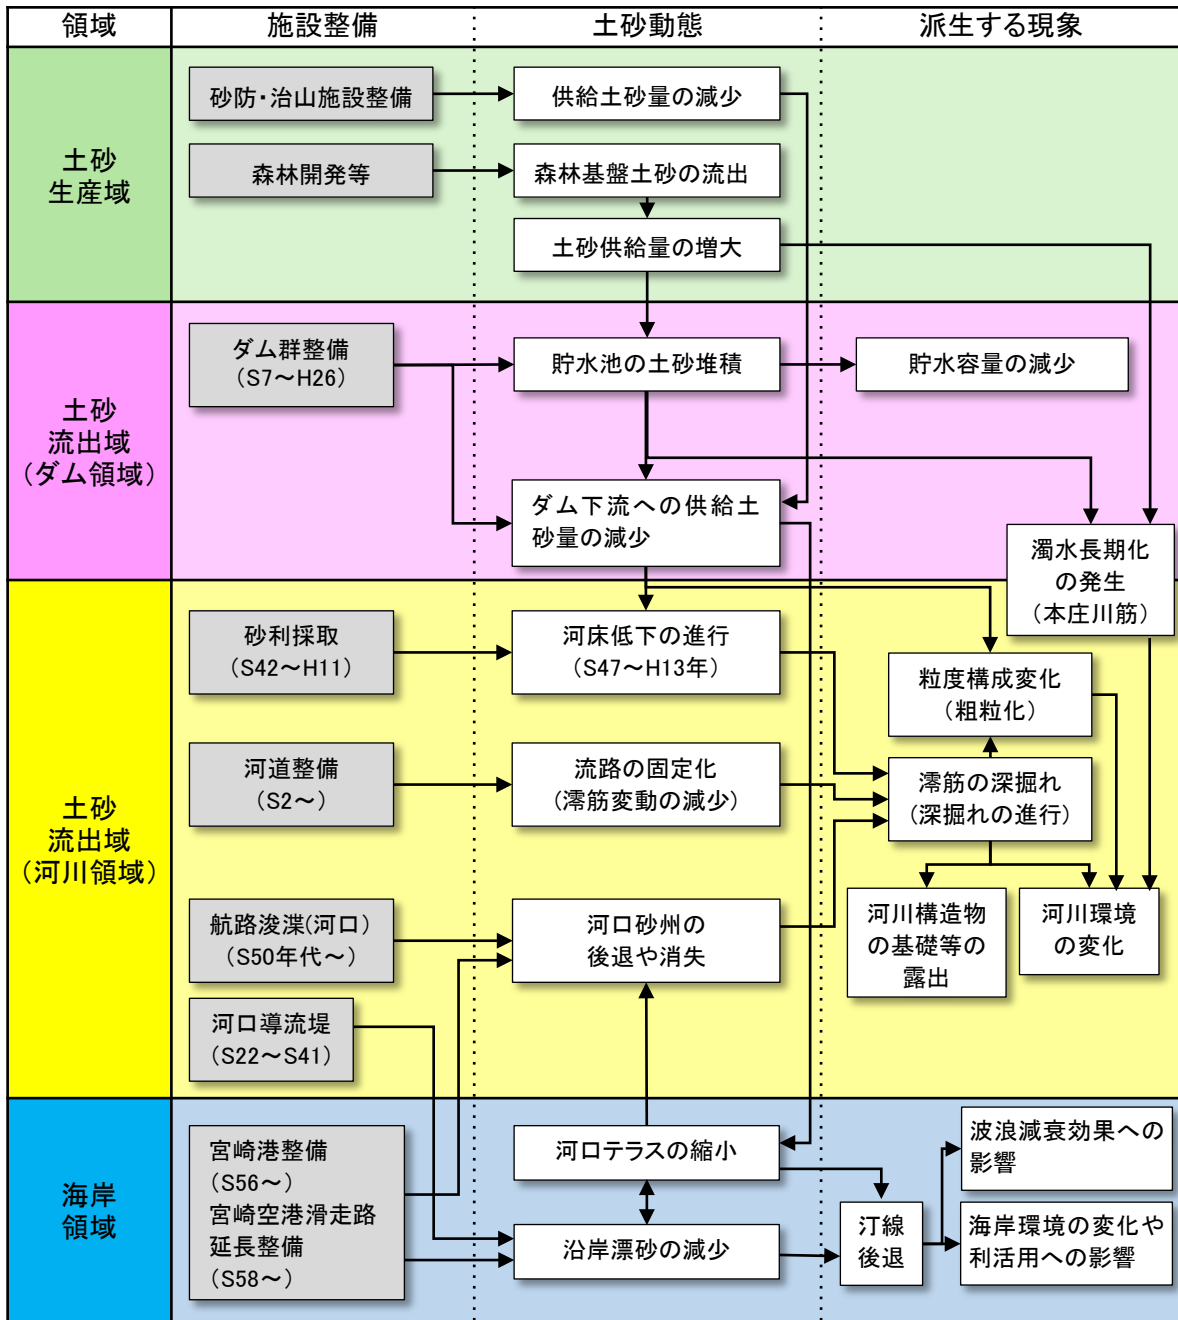 領域
施設整備
土砂動態
派生する現象
土砂
生産域
砂防・治山施設整備
供給土砂量の減少
森林開発等
森林基盤土砂の流出
土砂供給量の増大
土砂
流出域
（ダム領域）
ダム群整備
（S7～H26）
貯水池の土砂堆積
貯水容量の減少
ダム下流への供給土
砂量の減少
濁水長期化
の発生
（本庄川筋）
土砂
流出域
（河川領域）
砂利採取
（S42～H11）
河床低下の進行
（S47～H13年）
粒度構成変化
（粗粒化）
河道整備
（S2～）
流路の固定化
（澪筋変動の減少）
澪筋の深掘れ
（深掘れの進行）
航路浚渫(河口）
（S50年代～）
河口砂州の
後退や消失
河川構造物
の基礎等の
露出
河川環境
の変化
河口導流堤
（S22～S41）
海岸
領域
宮崎港整備
（S56～）
宮崎空港滑走路
延長整備
（S58～）
河口テラスの縮小
沿岸漂砂の減少
汀線
後退
波浪減衰効果への
影響
海岸環境の変化や
利活用への影響